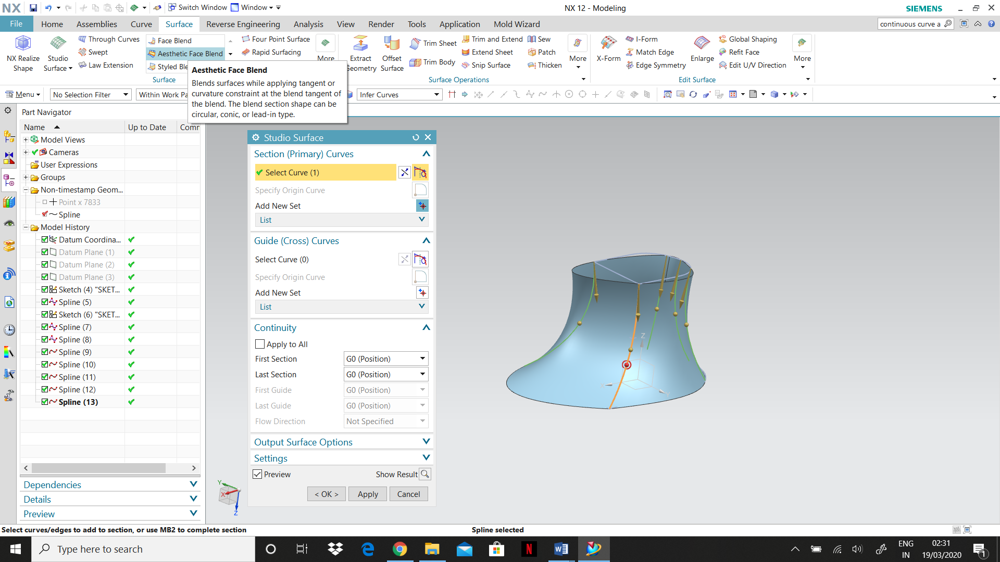 NX
Switch Window
Window
NX 12 - Modeling
SIEMENS
File
Home
Assemblies
Curve
Surface
Reverse Engineering
Analysis
View
Render
Tools
Application
Mold Wizard
continuous curve a
NX Realize
Shape
Studio
Surface
Through Curves
Swept
Law Extension
Face Blend
Aesthetic Face Blend
Styled Ble
Four Point Surface
Rapid Surfacing
More
Surface
Extract
Geometry
Offset
Surface
Trim Sheet
Trim Body
Trim and Extend
Extend Sheet
Snip Surface
Sew
Patch
Thicken
More
Surface Operations
X-Form
I-Form
Match Edge
Edge Symmetry
Enlarge
Global Shaping
Refit Face
Edit U/V Direction
More
Edit Surface
Aesthetic Face Blend
Blends surfaces while applying tangent or
curvature constraint at the blend tangent of
the blend. The blend section shape can be
circular, conic, or lead-in type.
Menu
No Selection Filter
Within Work Pa
Infer Curves
Part Navigator
Name
Up to Date
Comm
Model Views
Cameras
User Expressions
Groups
Non-timestamp Geom...
Point x 7833
Spline
Model History
Datum Coordina...
Datum Plane (1)
Datum Plane (2)
Datum Plane (3)
Sketch (4) "SKET...
Spline (5)
Sketch (6) "SKET...
Spline (7)
Spline (8)
Spline (9)
Spline (10)
Spline (11)
Spline (12)
Spline (13)
Dependencies
Details
Preview
Studio Surface
Section (Primary) Curves
Select Curve (1)
Specify Origin Curve
Add New Set
List
Guide (Cross) Curves
Select Curve (0)
Specify Origin Curve
Add New Set
List
Continuity
Apply to All
First Section
G0 (Position)
Last Section
G0 (Position)
First Guide
G0 (Position)
Last Guide
G0 (Position)
Flow Direction
Not Specified
Output Surface Options
Settings
Preview
Show Result
< OK >
Apply
Cancel
Z
Y
X
Z
Select curves/edges to add to section, or use MB2 to complete section
Spline selected
Type here to search
ENG
IN
02:31
19/03/2020
1